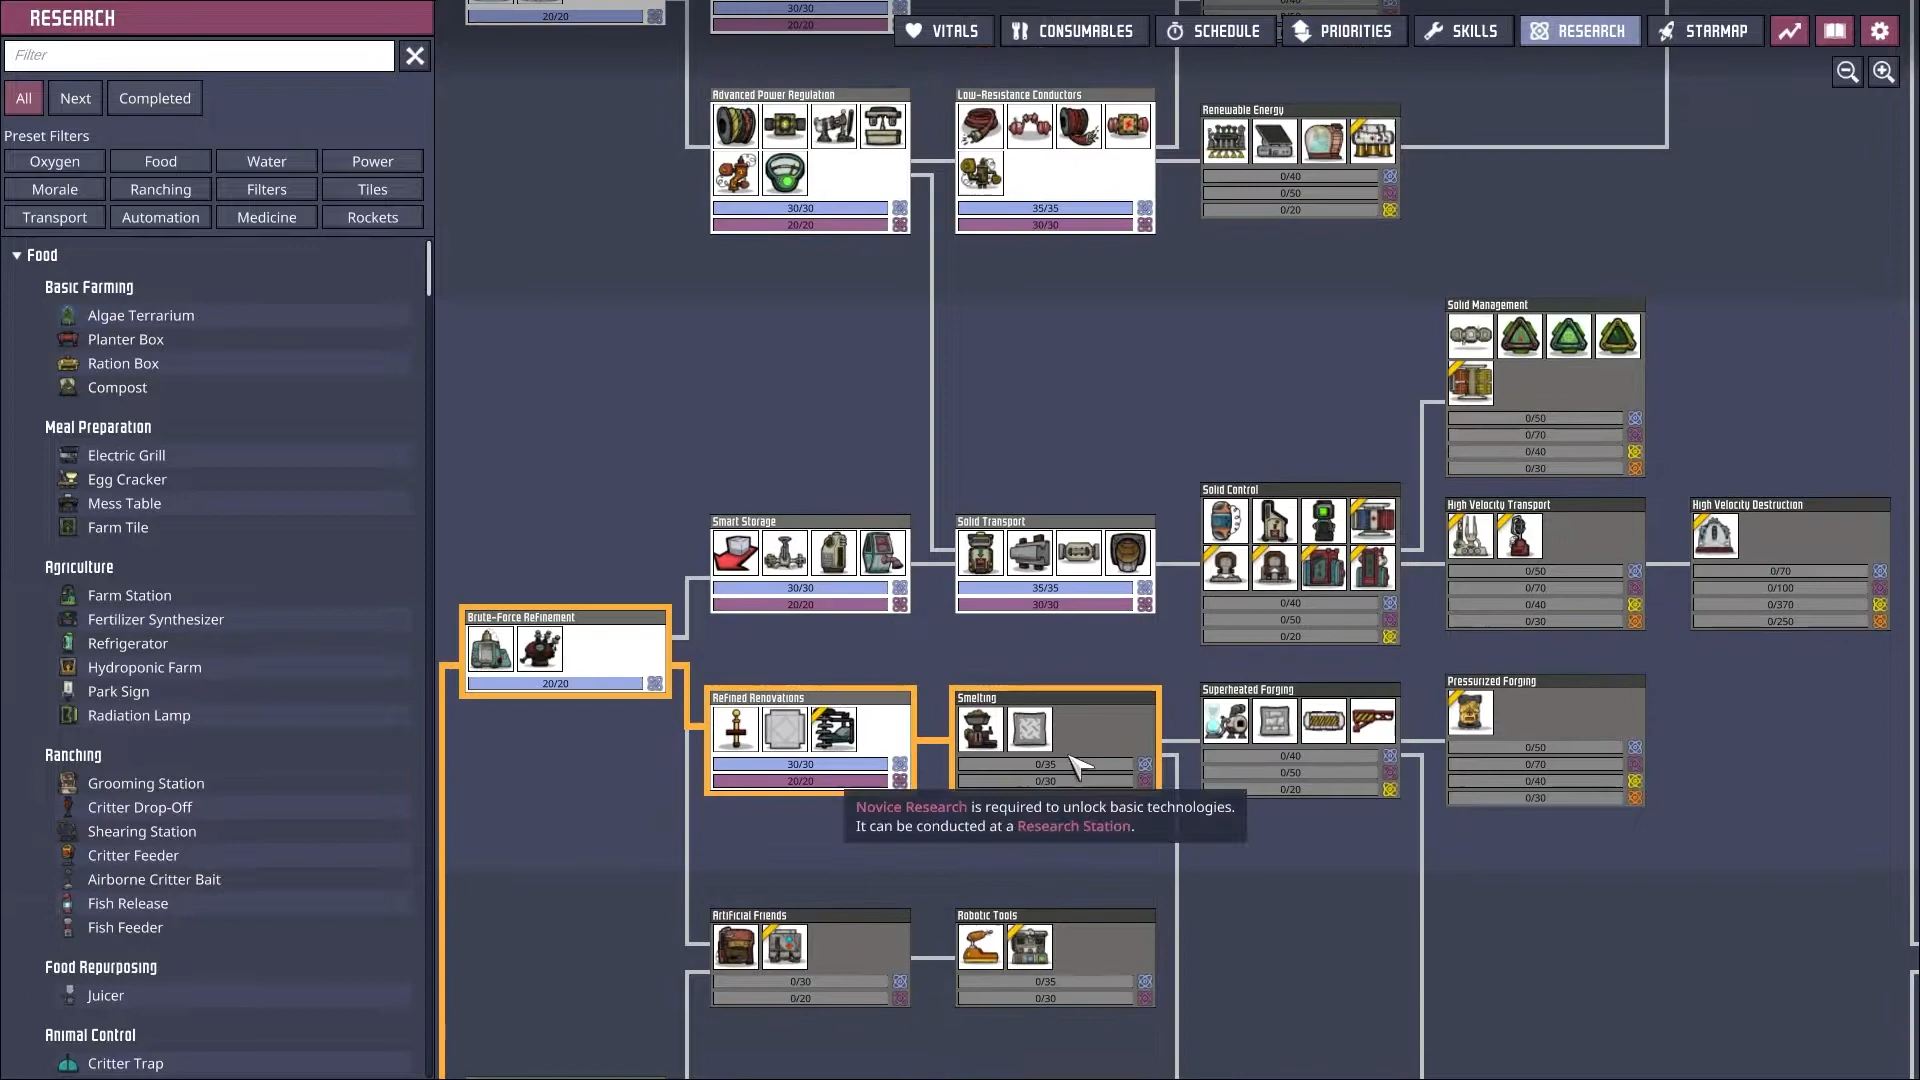 RESEARCH
Filter
All
Next
Completed
Preset Filters
Oxygen
Food
Water
Power
Morale
Ranching
Filters
Tiles
Transport
Automation
Medicine
Rockets
Food
Basic Farming
Algae Terrarium
Planter Box
Ration Box
Compost
Meal Preparation
Electric Grill
Egg Cracker
Mess Table
Farm Tile
Agriculture
Farm Station
Fertilizer Synthesizer
Refrigerator
Hydroponic Farm
Park Sign
Radiation Lamp
Ranching
Grooming Station
Critter Drop-Off
Shearing Station
Critter Feeder
Airborne Critter Bait
Fish Release
Fish Feeder
Food Repurposing
Juicer
Animal Control
Critter Trap
VITALS
CONSUMABLES
SCHEDULE
PRIORITIES
SKILLS
RESEARCH
STARMAP
20/20
30/30
20/20
Advanced Power Regulation
30/30
20/20
Low-Resistance Conductors
35/35
30/30
Renewable Energy
0/40
0/50
0/20
Solid Management
0/50
0/70
0/40
0/30
Smart Storage
30/30
20/20
Solid Transport
35/35
30/30
Solid Control
0/40
0/50
0/20
High Velocity Transport
0/50
0/70
0/40
0/30
High Velocity Destruction
0/70
0/100
0/370
0/250
Brute-Force Refinement
20/20
Refined Renovations
30/30
20/20
Smelting
0/35
0/30
Superheated Forging
0/40
0/50
0/20
Pressurized Forging
0/50
0/70
0/40
0/30
Novice Research is required to unlock basic technologies.
It can be conducted at a Research Station.
Artificial Friends
0/30
0/20
Robotic Tools
0/35
0/30